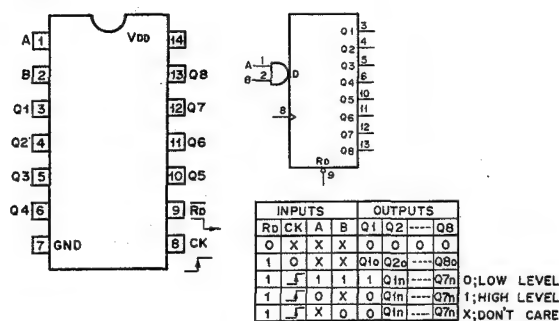 A 1
B 2
Q1 3
Q2 4
Q3 5
Q4 6
7 GND
VDD 14
13 Q8
12 Q7
11 Q6
10 Q5
9 R̅D̅
8 CK
A 1
B 2
D
8
RD
9
Q1 3
Q2 4
Q3 5
Q4 6
Q5 10
Q6 11
Q7 12
Q8 13
INPUTS OUTPUTS
RD CK A B Q1 Q2 ---- Q8
0 X X X 0 0 0 0
1 0 X X Q1o Q2o ---- Q8o
1 1 1 1 Q1n ---- Q7n 0;LOW LEVEL
1 0 X 0 Q1n ---- Q7n 1;HIGH LEVEL
1 X 0 0 Q1n ---- Q7n X;DON'T CARE